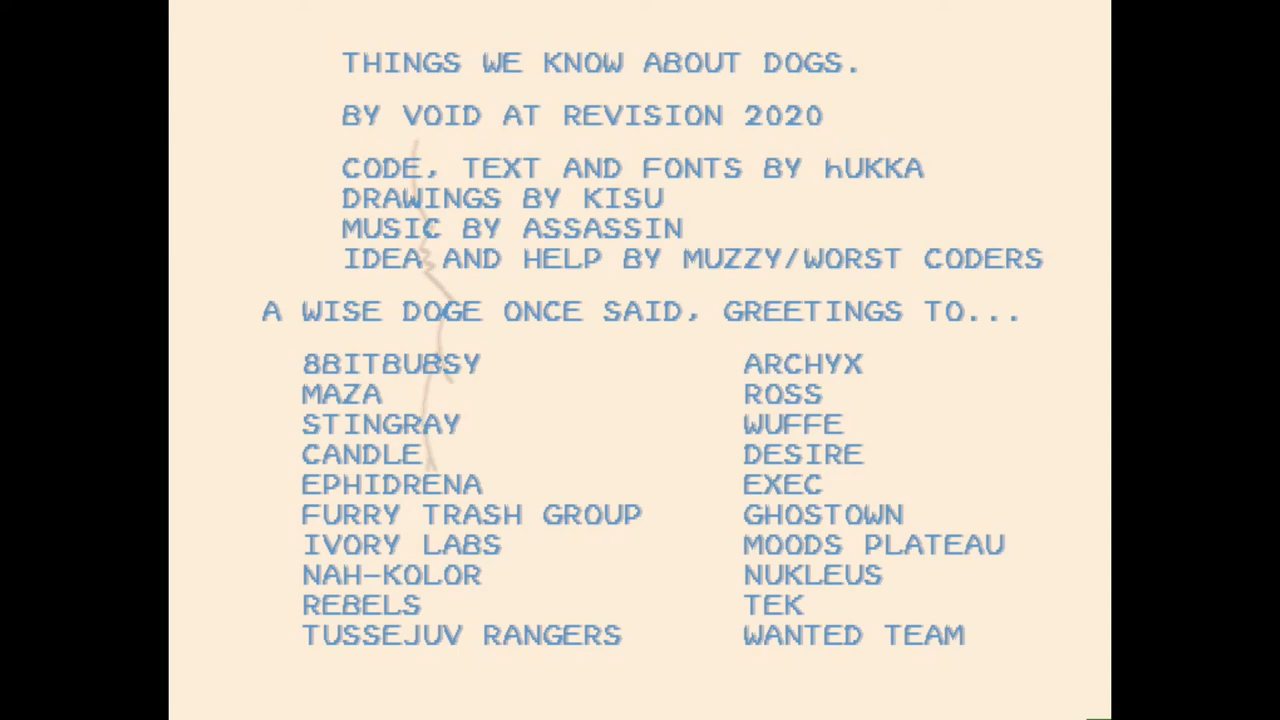 THINGS WE KNOW ABOUT DOGS.
BY VOID AT REVISION 2020
CODE, TEXT AND FONTS BY hUKKA
DRAWINGS BY KISU
MUSIC BY ASSASSIN
IDEA AND HELP BY MUZZY/WORST CODERS
A WISE DOGE ONCE SAID, GREETINGS TO...
8BITBUBSY ARCHYX
MAZA ROSS
STINGRAY WUFFE
CANDLE DESIRE
EPHIDRENA EXEC
FURRY TRASH GROUP GHOSTOWN
IVORY LABS MOODS PLATEAU
NAH-KOLOR NUKLEUS
REBELS TEK
TUSSEJUV RANGERS WANTED TEAM